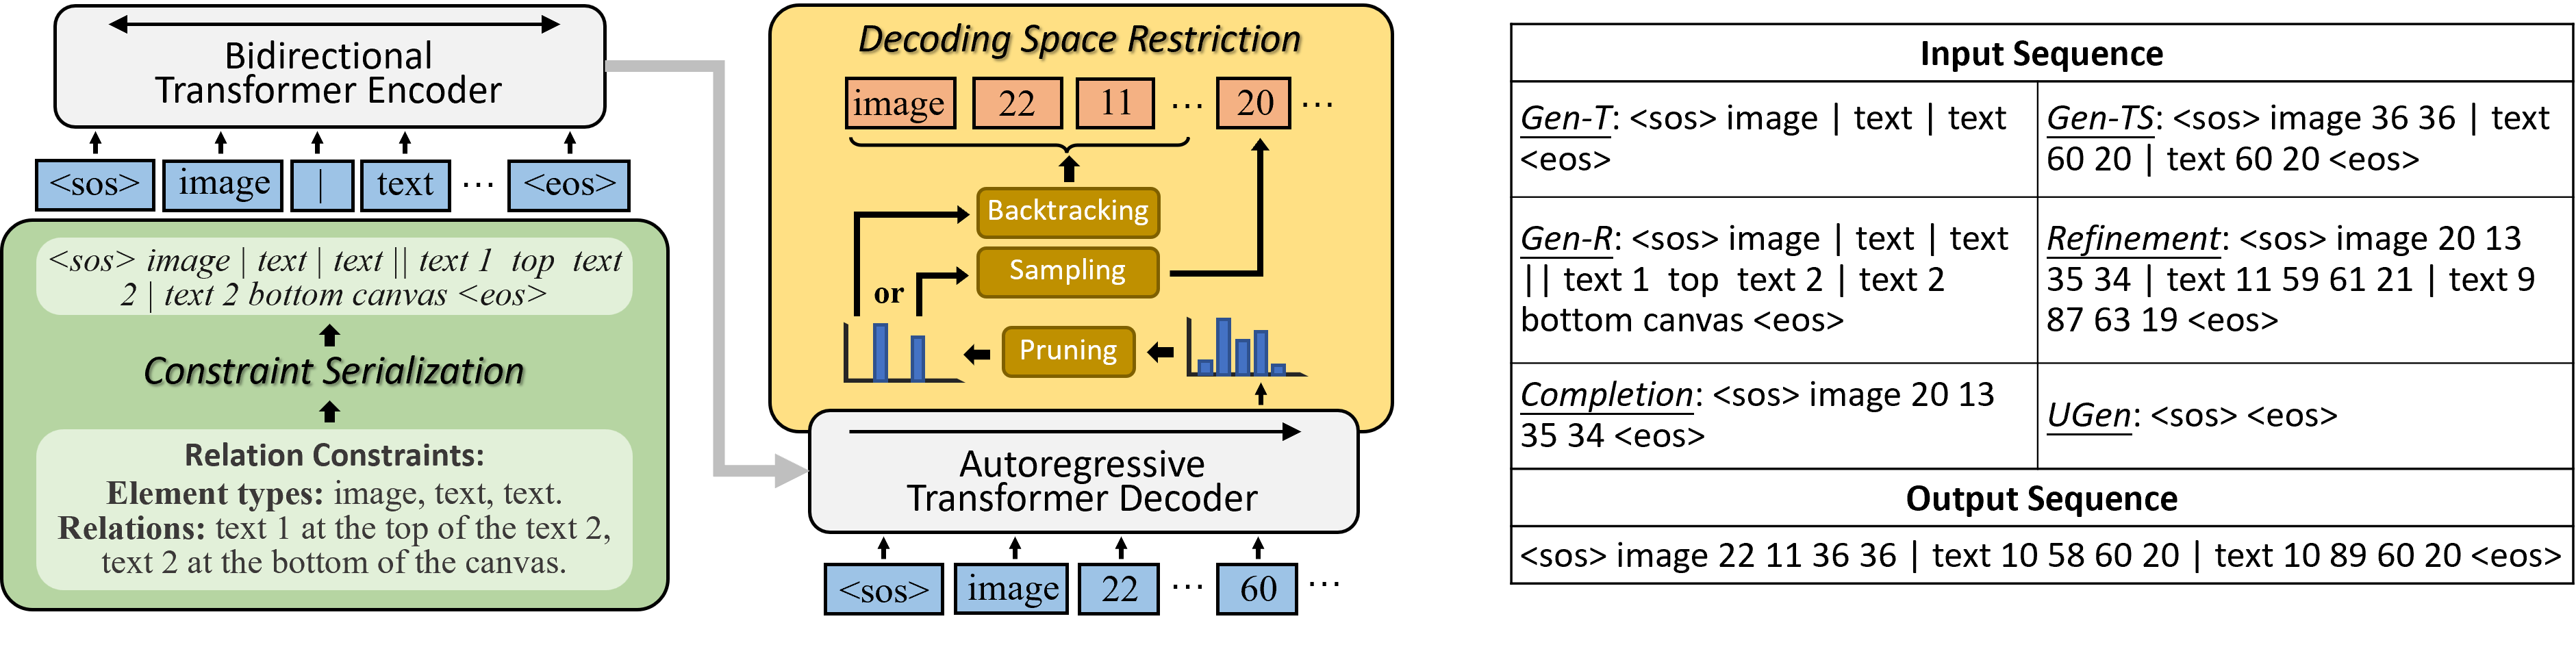 Bidirectional
Transformer Encoder
<sos> image | text ... <eos>
<sos> image | text | text || text 1 top text
2 | text 2 bottom canvas <eos>
Constraint Serialization
Relation Constraints:
Element types: image, text, text.
Relations: text 1 at the top of the text 2,
text 2 at the bottom of the canvas.
Decoding Space Restriction
image 22 11 ... 20 ...
Backtracking
Sampling
or
Pruning
Autoregressive
Transformer Decoder
<sos> image 22 ... 60 ...
Input Sequence
Gen-T: <sos> image | text | text
<eos>
Gen-TS: <sos> image 36 36 | text
60 20 | text 60 20 <eos>
Gen-R: <sos> image | text | text
|| text 1 top text 2 | text 2
bottom canvas <eos>
Refinement: <sos> image 20 13
35 34 | text 11 59 61 21 | text 9
87 63 19 <eos>
Completion: <sos> image 20 13
35 34 <eos>
UGen: <sos> <eos>
Output Sequence
<sos> image 22 11 36 36 | text 10 58 60 20 | text 10 89 60 20 <eos>